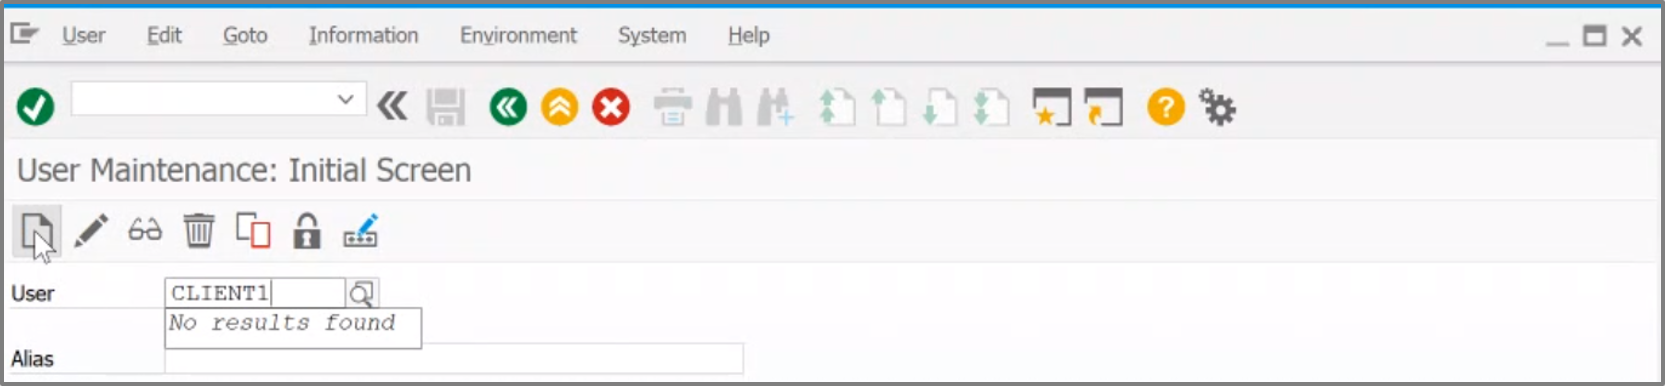 User Edit Goto Information Environment System Help
User Maintenance: Initial Screen
User CLIENT1
No results found
Alias